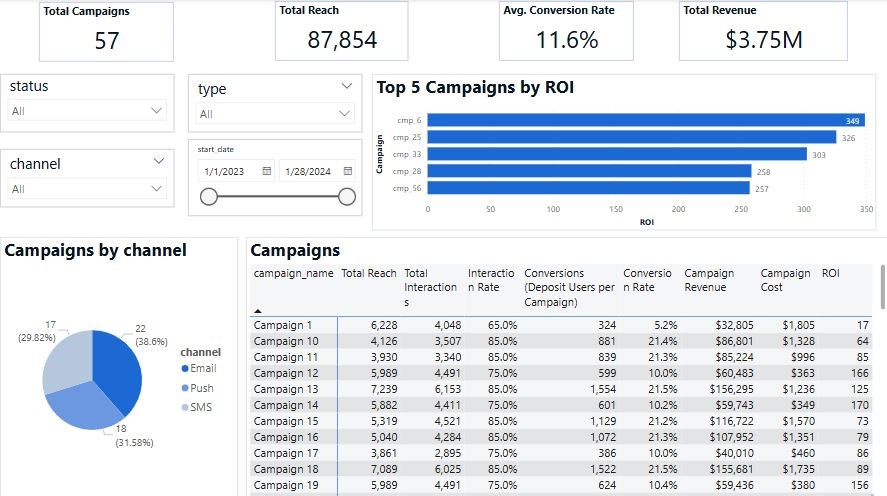 Total Campaigns
57
Total Reach
87,854
Avg. Conversion Rate
11.6%
Total Revenue
$3.75M
status
All
type
All
channel
All
start_date
1/1/2023 1/28/2024
Top 5 Campaigns by ROI
Campaign
cmp_6 349
cmp_25 326
cmp_33 303
cmp_28 258
cmp_56 257
0 50 100 150 200 250 300 350
ROI
Campaigns by channel
17
(29.82%)
22
(38.6%)
18
(31.58%)
channel
Email
Push
SMS
Campaigns
campaign_name Total Reach Total Interactio Conversions Conversio Campaign Campaign ROI
Interaction n Rate (Deposit Users per n Rate Revenue Cost
s Campaign)
Campaign 1 6,228 4,048 65.0% 324 5.2% $32,805 $1,805 17
Campaign 10 4,126 3,507 85.0% 881 21.4% $86,801 $1,328 64
Campaign 11 3,930 3,340 85.0% 839 21.3% $85,224 $996 85
Campaign 12 5,989 4,491 75.0% 599 10.0% $60,483 $363 166
Campaign 13 7,239 6,153 85.0% 1,554 21.5% $156,295 $1,236 125
Campaign 14 5,882 4,411 75.0% 601 10.2% $59,743 $349 170
Campaign 15 5,319 4,521 85.0% 1,129 21.2% $116,722 $1,570 73
Campaign 16 5,040 4,284 85.0% 1,072 21.3% $107,952 $1,351 79
Campaign 17 3,861 2,895 75.0% 386 10.0% $40,010 $460 86
Campaign 18 7,089 6,025 85.0% 1,522 21.5% $155,681 $1,735 89
Campaign 19 5,989 4,491 75.0% 624 10.4% $59,436 $380 156